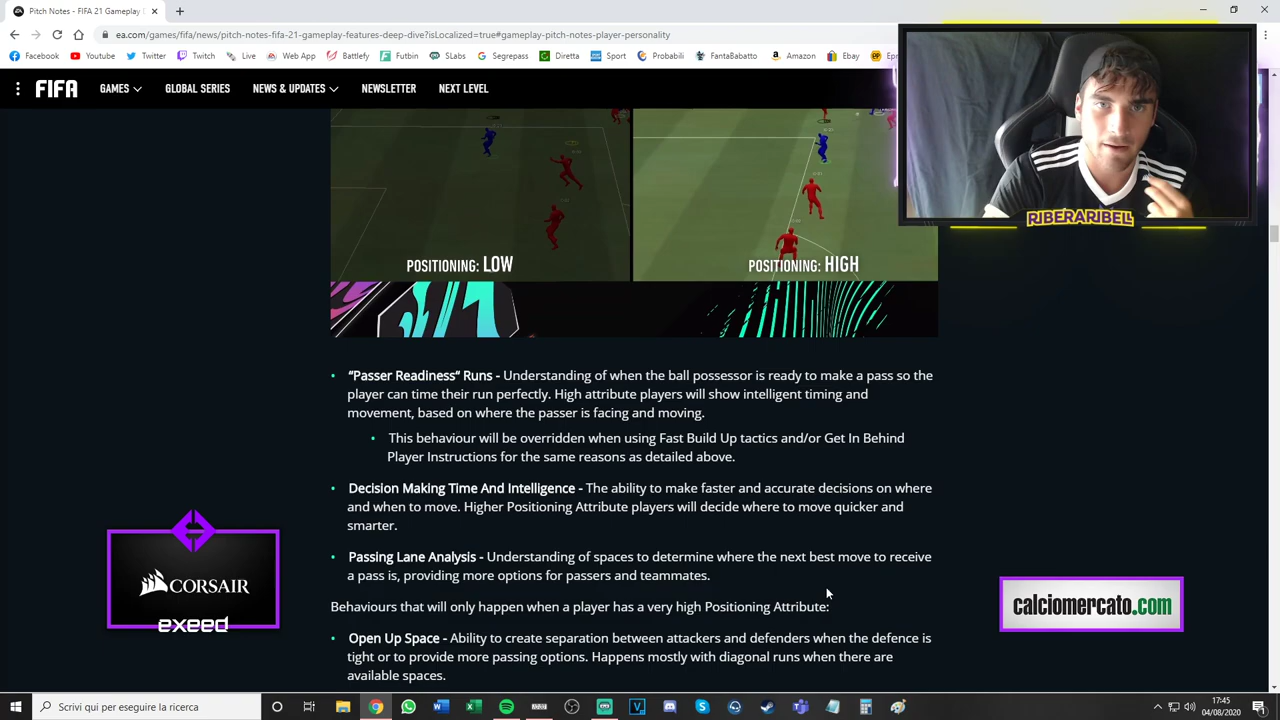 Pitch Notes - FIFA 21 Gameplay
ea.com/games/fifa/news/pitch-notes-fifa-21-gameplay-features-deep-dive?isLocalized=true#gameplay-pitch-notes-player-personality
Facebook Youtube Twitter Twitch Live Web App Battlefy Features Segrepass Diretta Sport Probabili FantaBabatto Amazon Ebay
FIFA GAMES GLOBAL SERIES NEWS & UPDATES NEWSLETTER NEXT LEVEL
RIBERARIBELL
POSITIONING: LOW POSITIONING: HIGH
• “Passer Readiness“ Runs - Understanding of when the ball possessor is ready to make a pass so the
player can time their run perfectly. High attribute players will show intelligent timing and
movement, based on where the passer is facing and moving.
• This behaviour will be overridden when using Fast Build Up tactics and/or Get In Behind
Player Instructions for the same reasons as detailed above.
• Decision Making Time And Intelligence - The ability to make faster and accurate decisions on where
and when to move. Higher Positioning Attribute players will decide where to move quicker and
smarter.
• Passing Lane Analysis - Understanding of spaces to determine where the next best move to receive
a pass is, providing more options for passers and teammates.
Behaviours that will only happen when a player has a very high Positioning Attribute:
• Open Up Space - Ability to create separation between attackers and defenders when the defence is
tight or to provide more passing options. Happens mostly with diagonal runs when there are
available spaces.
CORSAIR
exeed
calciomercato.com
Scrivi qui per eseguire la ricerca
17:45
04/08/2020